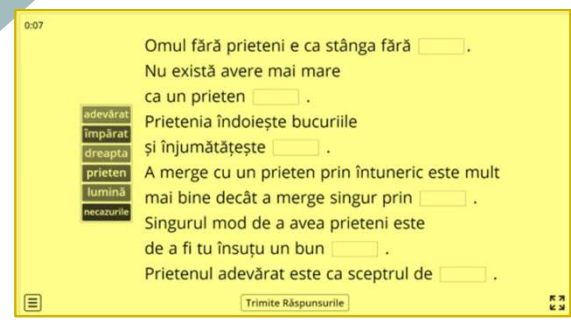 0:07
Omul fără prieteni e ca stânga fără .
Nu există avere mai mare
ca un prieten .
Prietenia îndoiește bucuriile
și înjumătățește .
A merge cu un prieten prin întuneric este mult
mai bine decât a merge singur prin .
Singurul mod de a avea prieteni este
de a fi tu însuțu un bun .
Prietenul adevărat este ca sceptrul de .
adevărat
împărat
dreapta
prieten
lumină
necazurile
Trimite Răspunsurile